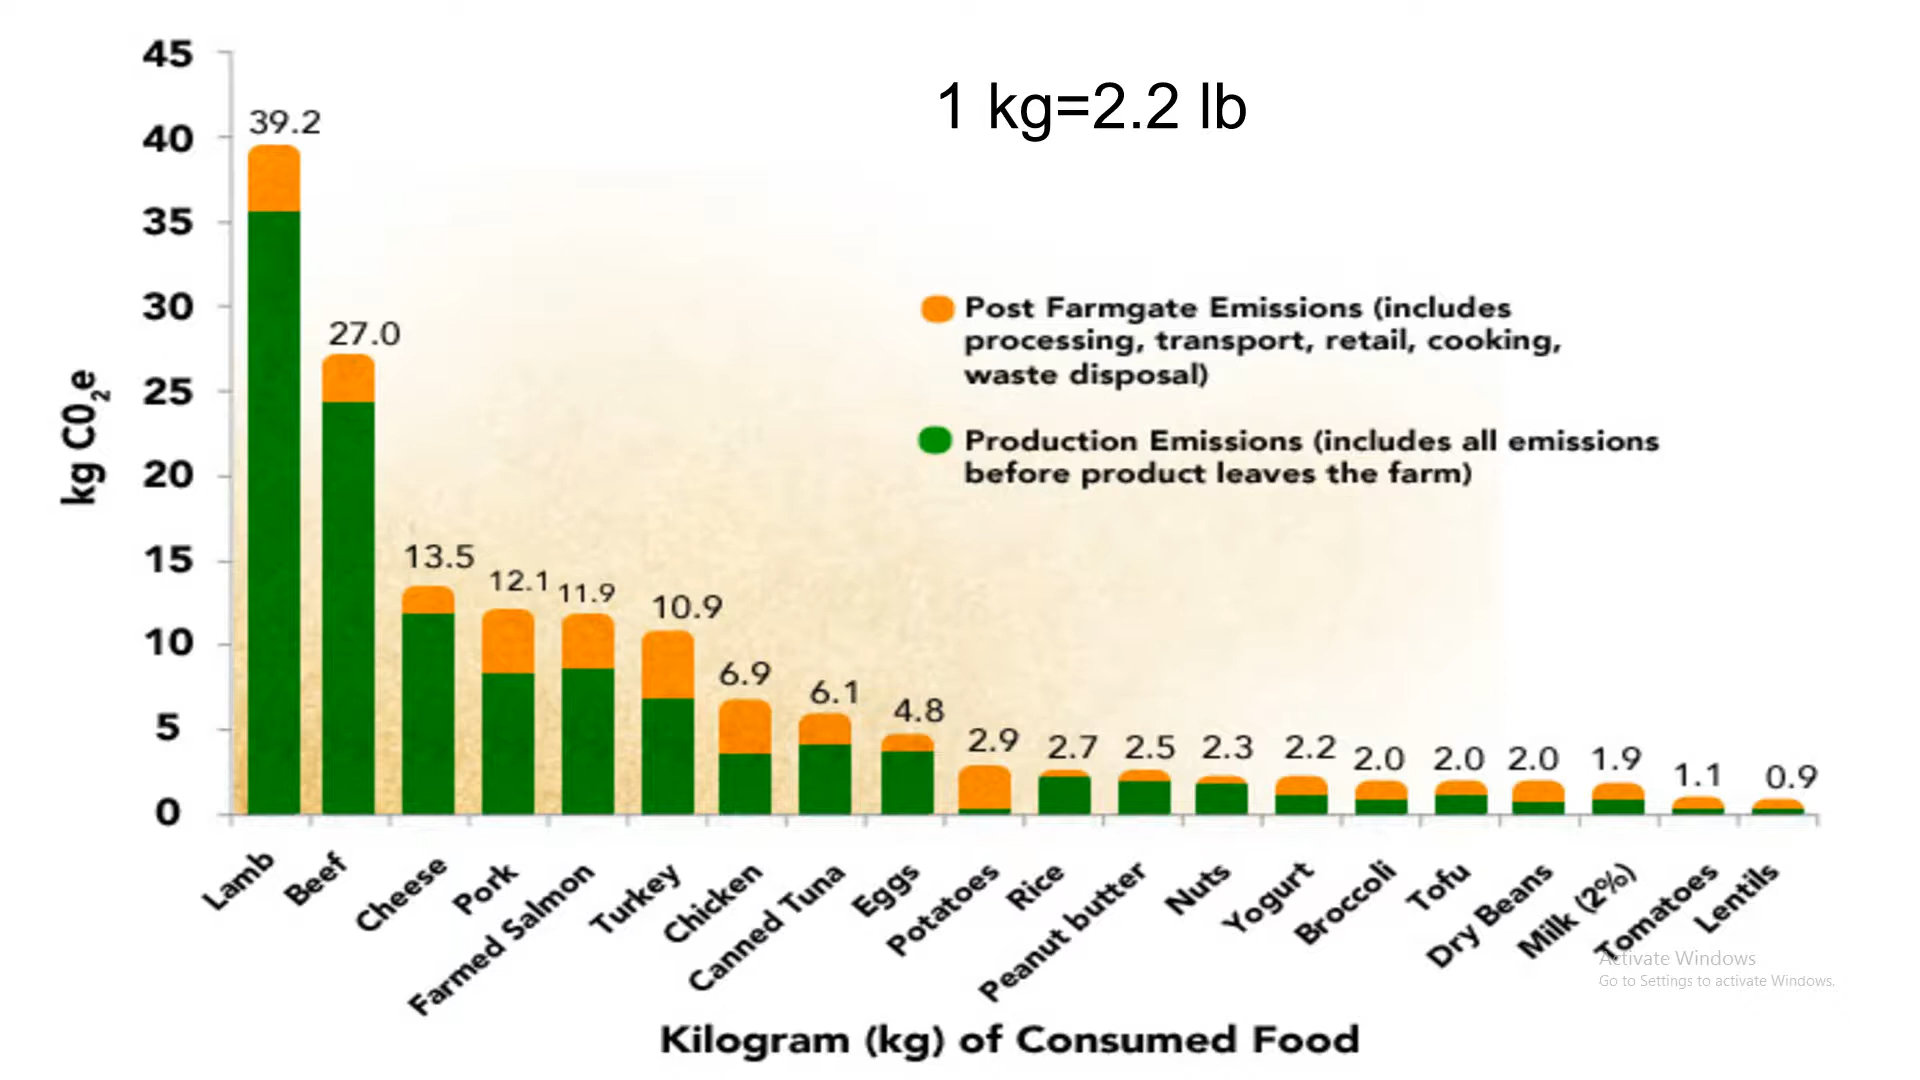 1 kg=2.2 lb
45
40
35
30
25
20
15
10
5
0
kg CO2e
39.2
27.0
13.5
12.1
11.9
10.9
6.9
6.1
4.8
2.9
2.7
2.5
2.3
2.2
2.0
2.0
2.0
1.9
1.1
0.9
Post Farmgate Emissions (includes
processing, transport, retail, cooking,
waste disposal)
Production Emissions (includes all emissions
before product leaves the farm)
Lamb
Beef
Cheese
Pork
Farmed Salmon
Turkey
Chicken
Canned Tuna
Eggs
Potatoes
Rice
Peanut butter
Nuts
Yogurt
Broccoli
Tofu
Dry Beans
Milk (2%)
Tomatoes
Lentils
Activate Windows
Go to Settings to activate Windows.
Kilogram (kg) of Consumed Food